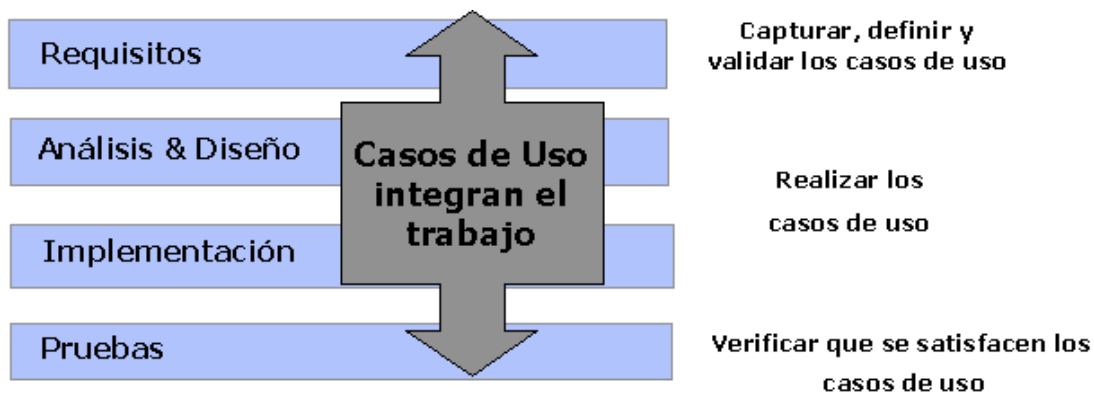 Requisitos
Capturar, definir y
validar los casos de uso
Análisis & Diseño
Casos de Uso
integran el
trabajo
Realizar los
casos de uso
Implementación
Pruebas
Verificar que se satisfacen los
casos de uso